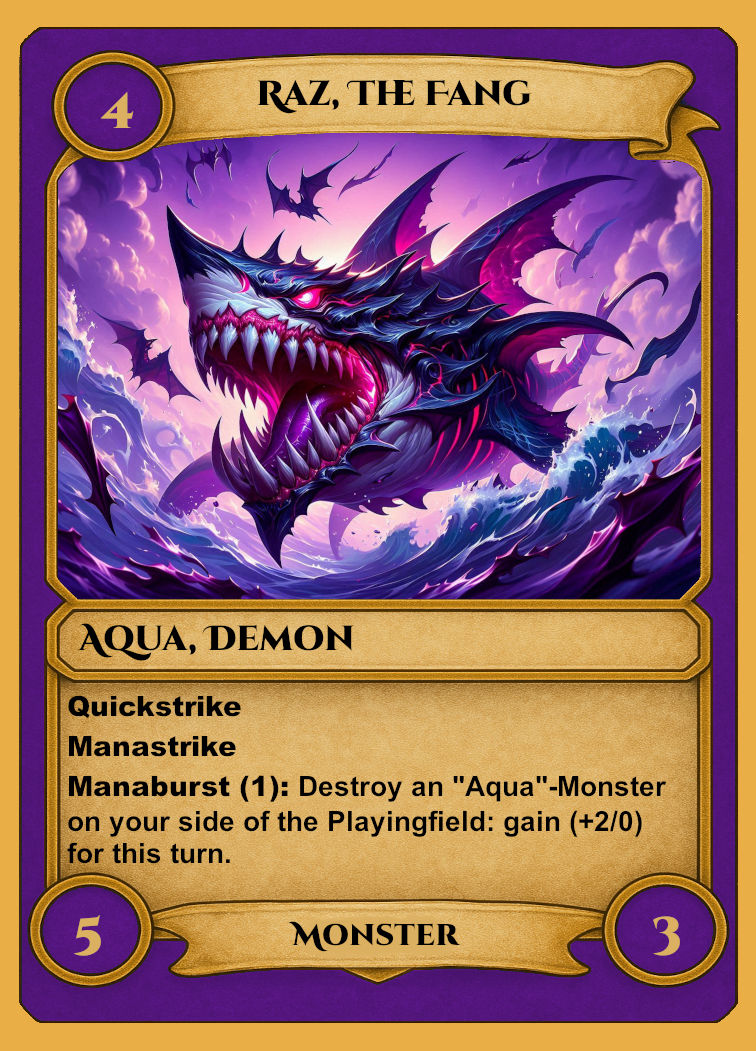 4
Raz, The Fang
Aqua, Demon
Quickstrike
Manastrike
Manaburst (1): Destroy an "Aqua"-Monster
on your side of the Playingfield: gain (+2/0)
for this turn.
5
Monster
3